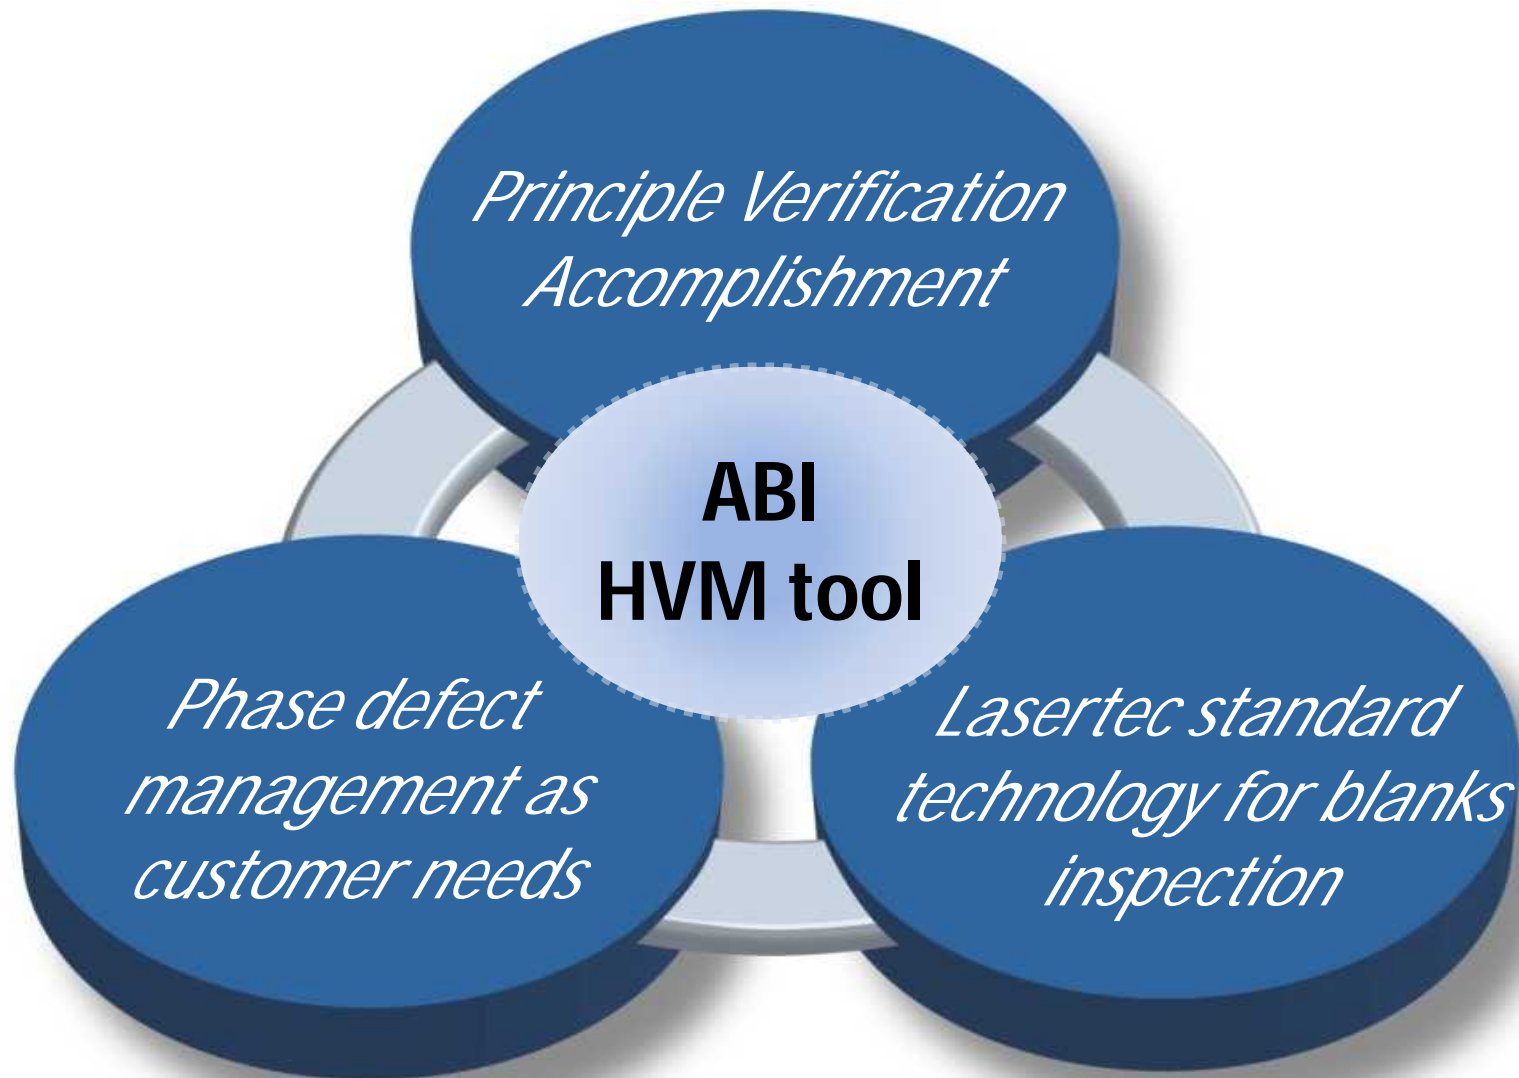 Principle Verification
Accomplishment
ABI
HVM tool
Phase defect
management as
customer needs
Lasertec standard
technology for blanks
inspection